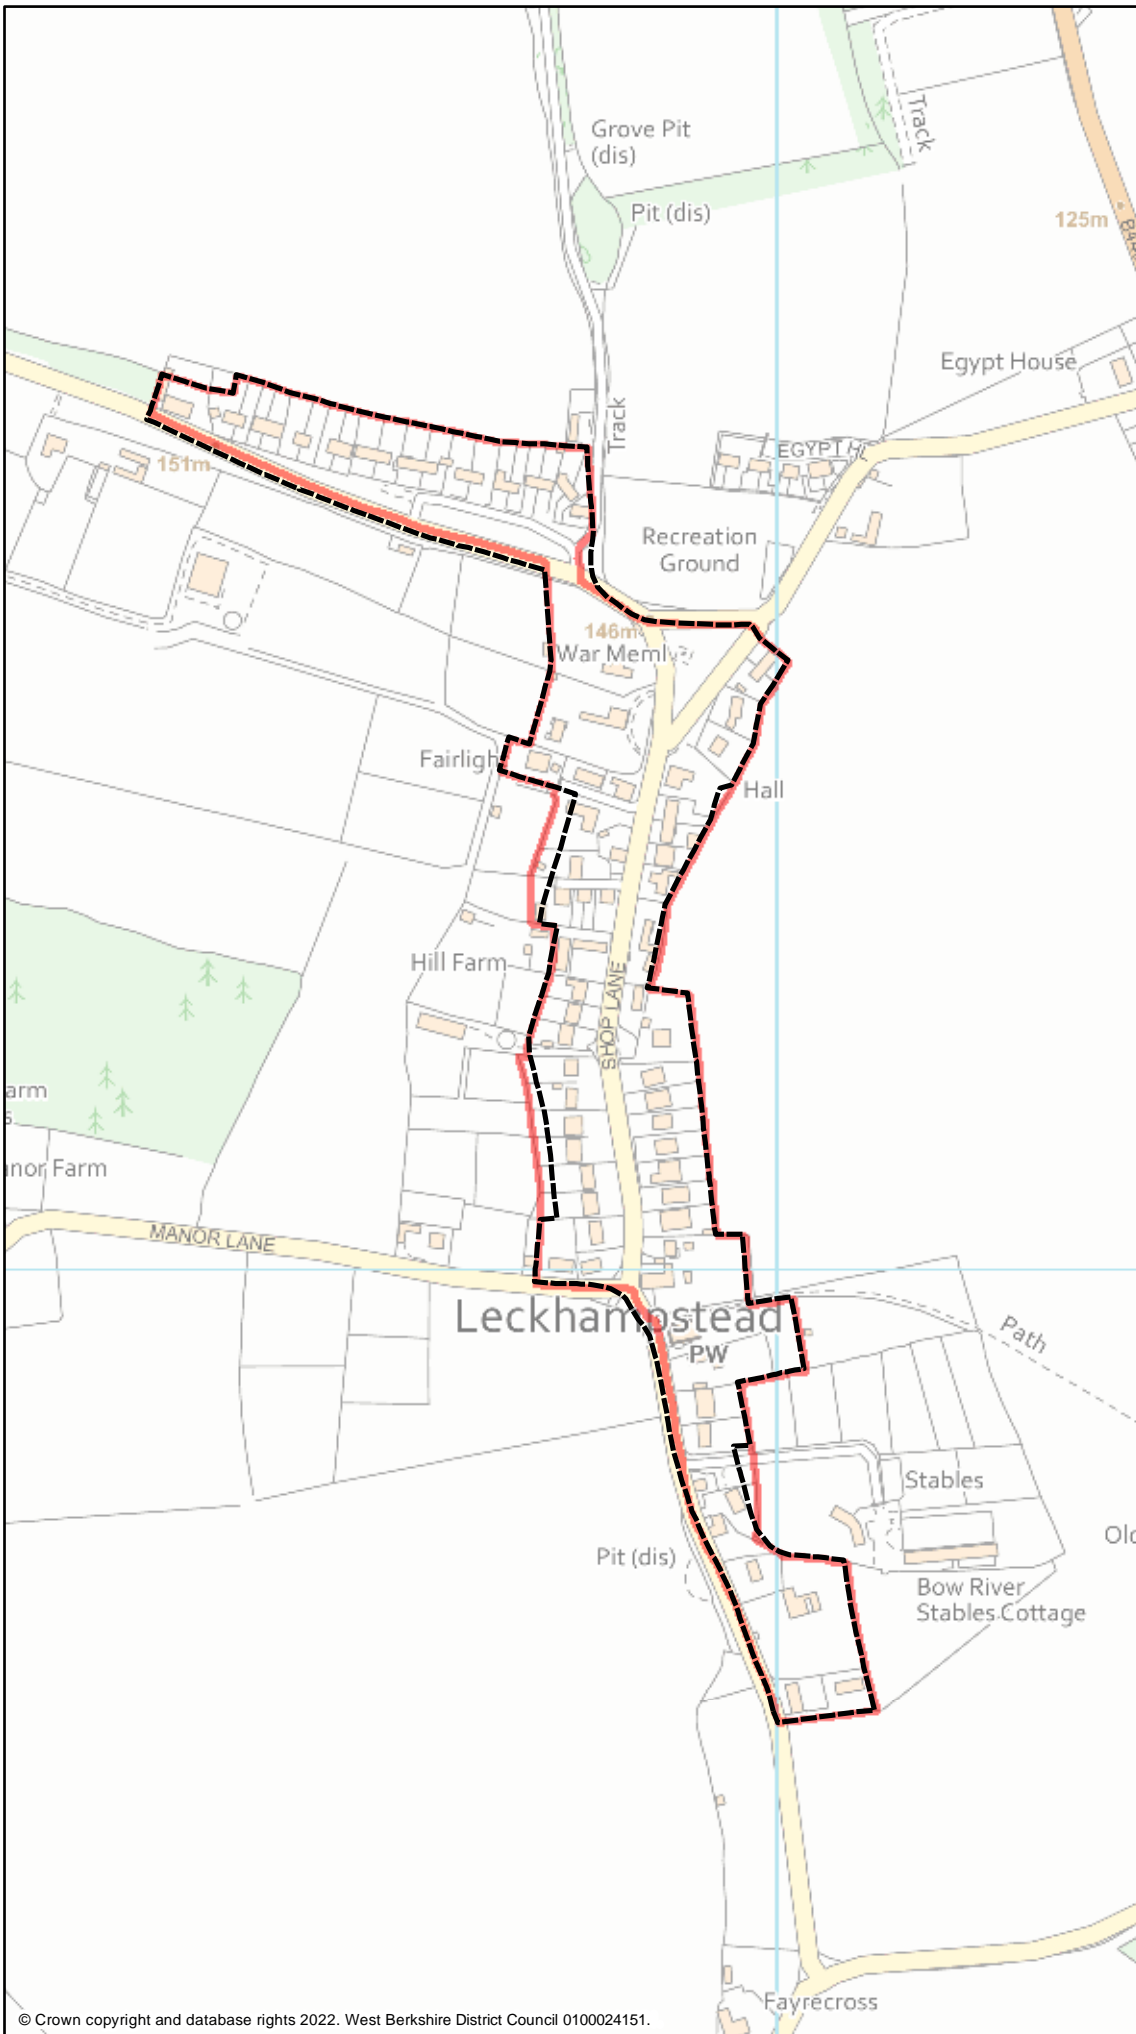 Grove Pit
(dis)
Track
Pit (dis)
125m
Egypt House
Track
151m
Recreation
Ground
146m
War Meml
Fairligh
Hall
Hill Farm
SHOP LANE
arm
anor Farm
MANOR LANE
Leckhampstead
PW
Path
Stables
Pit (dis)
Bow River
Stables Cottage
Fayrecross
© Crown copyright and database rights 2022. West Berkshire District Council 0100024151.